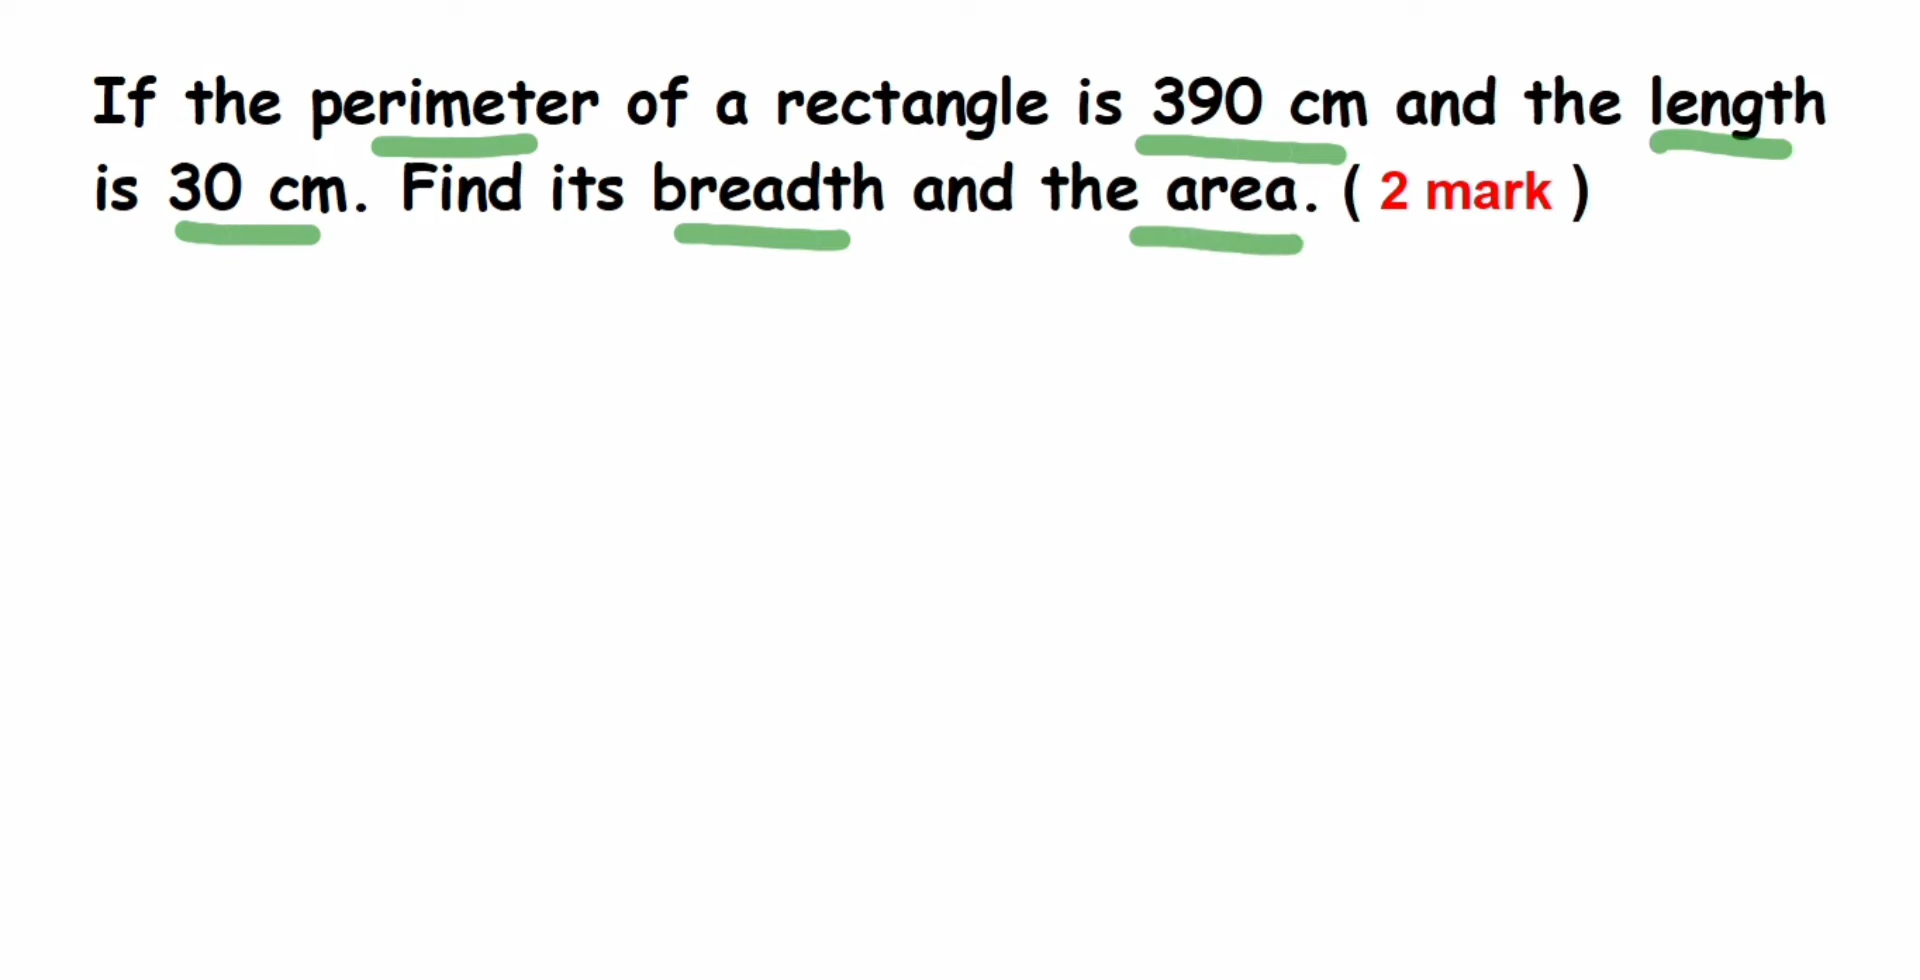 If the perimeter of a rectangle is 390 cm and the length
is 30 cm. Find its breadth and the area. ( 2 mark )